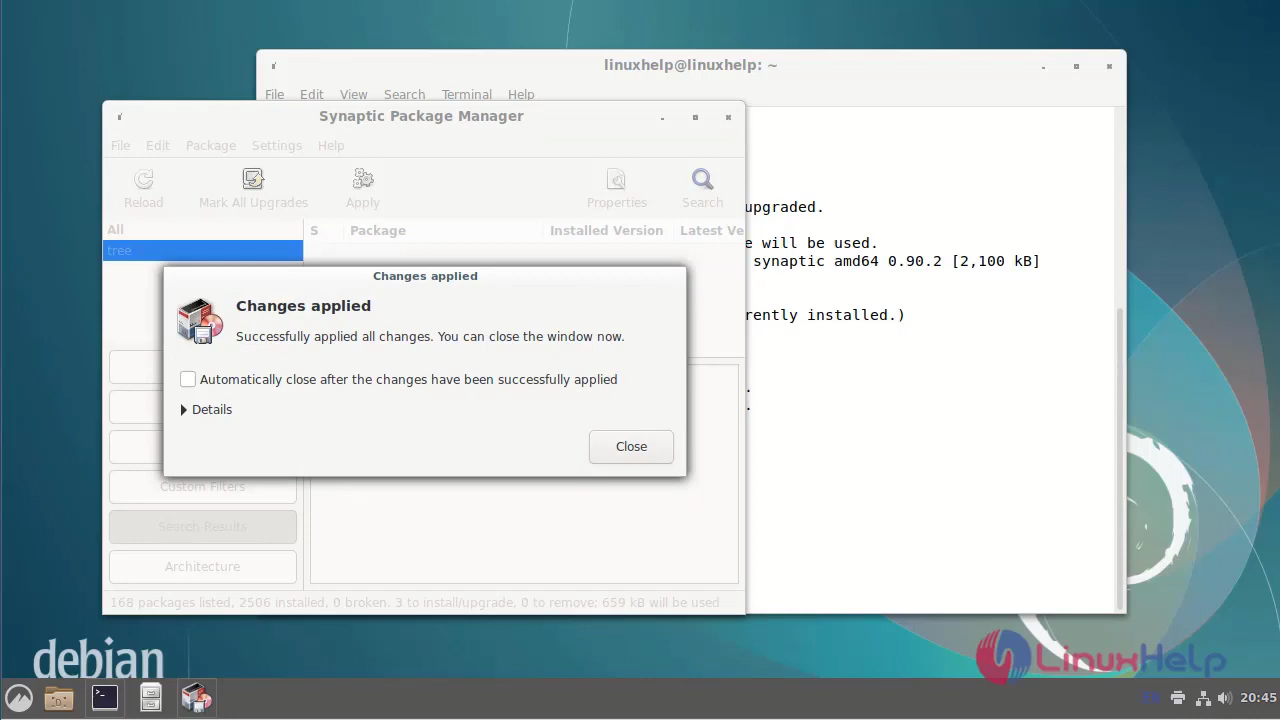 linuxhelp@linuxhelp: ~
File Edit View Search Terminal Help
upgraded.
e will be used.
synaptic amd64 0.90.2 [2,100 kB]
rently installed.)
.
.
Synaptic Package Manager
File Edit Package Settings Help
Reload Mark All Upgrades Apply Properties Search
All
tree
S Package Installed Version Latest Ve
Changes applied
Changes applied
Successfully applied all changes. You can close the window now.
Automatically close after the changes have been successfully applied
Details
Close
Custom Filters
Search Results
Architecture
168 packages listed, 2506 installed, 0 broken. 3 to install/upgrade, 0 to remove; 659 kB will be used
debian
LinuxHelp
20:45